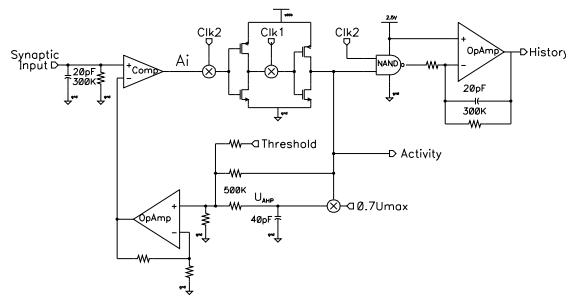 Clk2
Clk1
Clk2
2.5V
Synaptic
Input
20pF
300K
Comp
Ai
NAND
OpAmp
History
20pF
300K
Threshold
Activity
500K
UAHP
0.7Umax
40pF
OpAmp